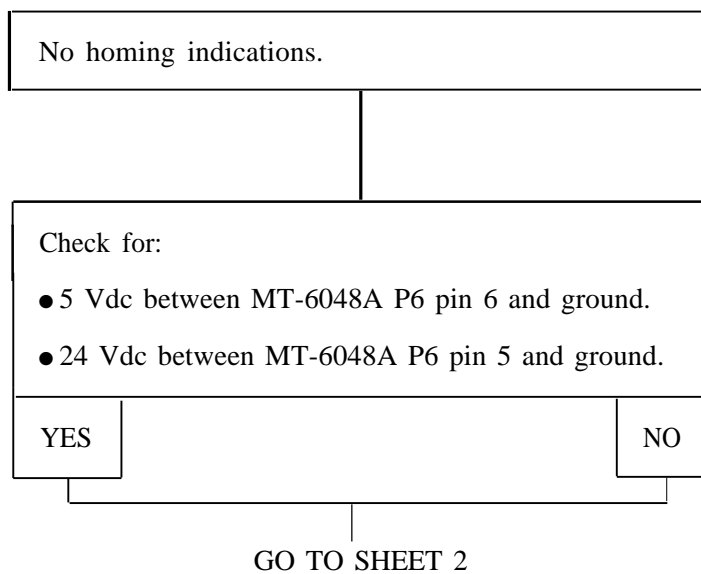 No homing indications.
Check for:
● 5 Vdc between MT-6048A P6 pin 6 and ground.
● 24 Vdc between MT-6048A P6 pin 5 and ground.
YES
NO
GO TO SHEET 2